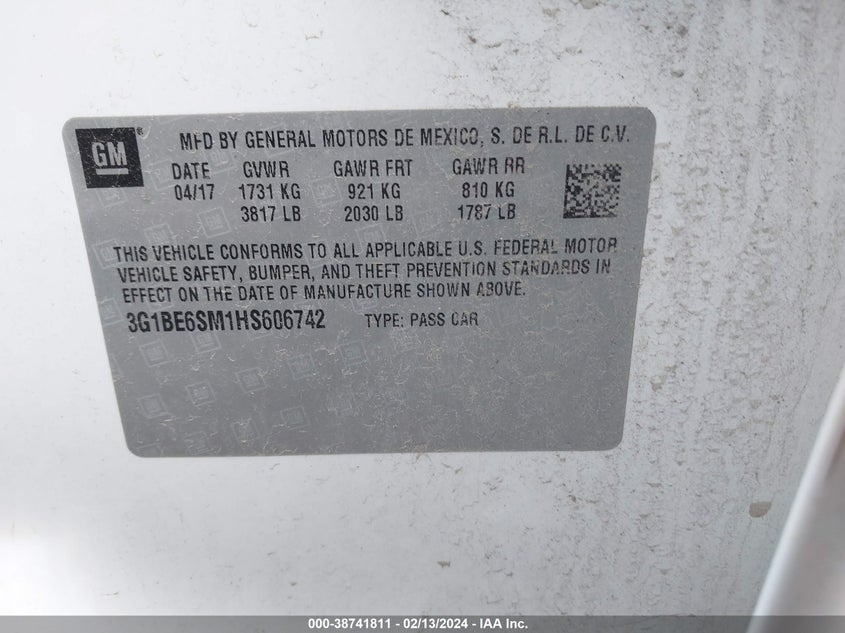 GM ®
MFD BY GENERAL MOTORS DE MEXICO, S. DE R.L. DE C.V.
DATE GVWR GAWR FRT GAWR RR
04/17 1731 KG 921 KG 810 KG
3817 LB 2030 LB 1787 LB
THIS VEHICLE CONFORMS TO ALL APPLICABLE U.S. FEDERAL MOTOR
VEHICLE SAFETY, BUMPER, AND THEFT PREVENTION STANDARDS IN
EFFECT ON THE DATE OF MANUFACTURE SHOWN ABOVE.
3G1BE6SM1HS606742 TYPE: PASS CAR
000-38741811 - 02/13/2024 - IAA Inc.